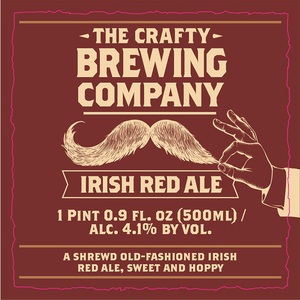 THE CRAFTY
BREWING
COMPANY
IRISH RED ALE
1 PINT 0.9 FL. OZ (500ML) /
ALC. 4.1% BY VOL.
A SHREWD OLD-FASHIONED IRISH
RED ALE, SWEET AND HOPPY